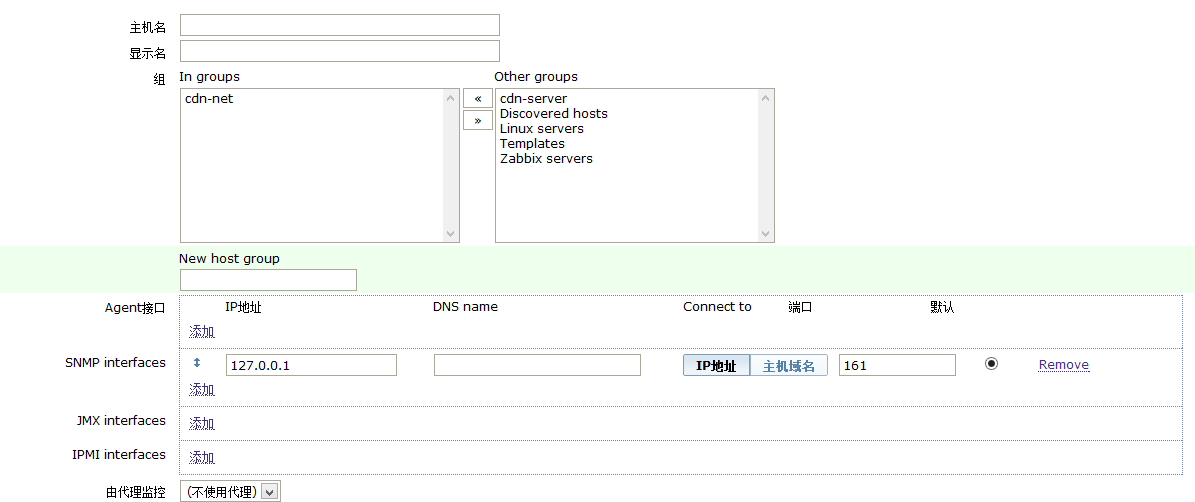 主机名
显示名
组 In groups Other groups
cdn-net « cdn-server
» Discovered hosts
Linux servers
Templates
Zabbix servers
New host group
Agent接口 IP地址 DNS name Connect to 端口 默认
添加
SNMP interfaces 127.0.0.1 IP地址 主机域名 161 Remove
添加
JMX interfaces 添加
IPMI interfaces 添加
由代理监控 (不使用代理)